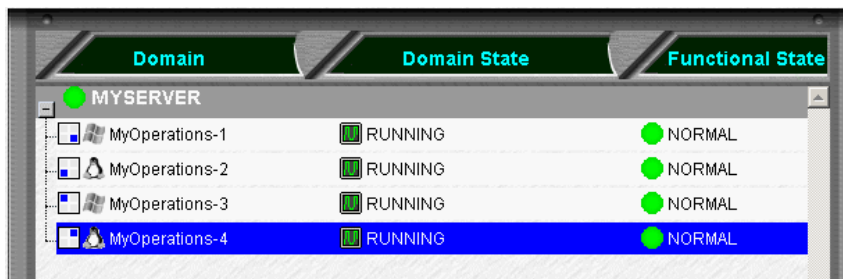 Domain Domain State Functional State
MYSERVER
MyOperations-1 RUNNING NORMAL
MyOperations-2 RUNNING NORMAL
MyOperations-3 RUNNING NORMAL
MyOperations-4 RUNNING NORMAL